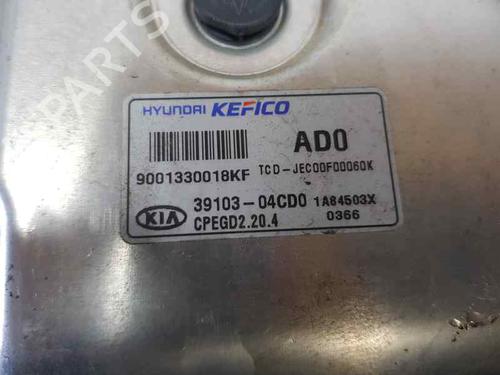 HYUNDAI KEFICO
AD0
9001330018KF TCD-JEC00F00060K
39103-04CD0 1A84503X
KIA CPEGD2.20.4 0366
PARTS